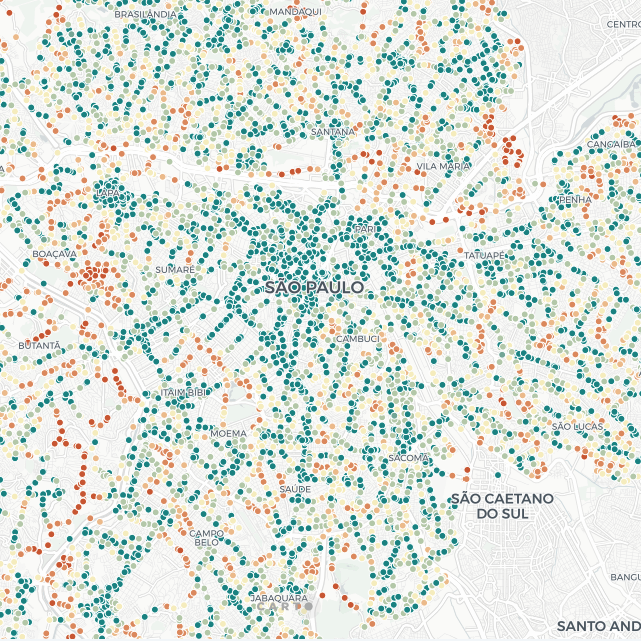 BRASILÂNDIA
MANDAQUI
CENTRO
SANTANA
VILA MARIA
CANGAÍBA
LAPA
PENHA
PARI
BOAÇAVA
SUMARÉ
TATUAPÉ
SÃO PAULO
CAMBUCI
BUTANTÃ
ITAIM BIBI
MOEMA
SÃO LUCAS
SACOMÃ
SAÚDE
SÃO CAETANO
DO SUL
CAMPO
BELO
BANGU
JABAQUARA
CARTO
SANTO AND